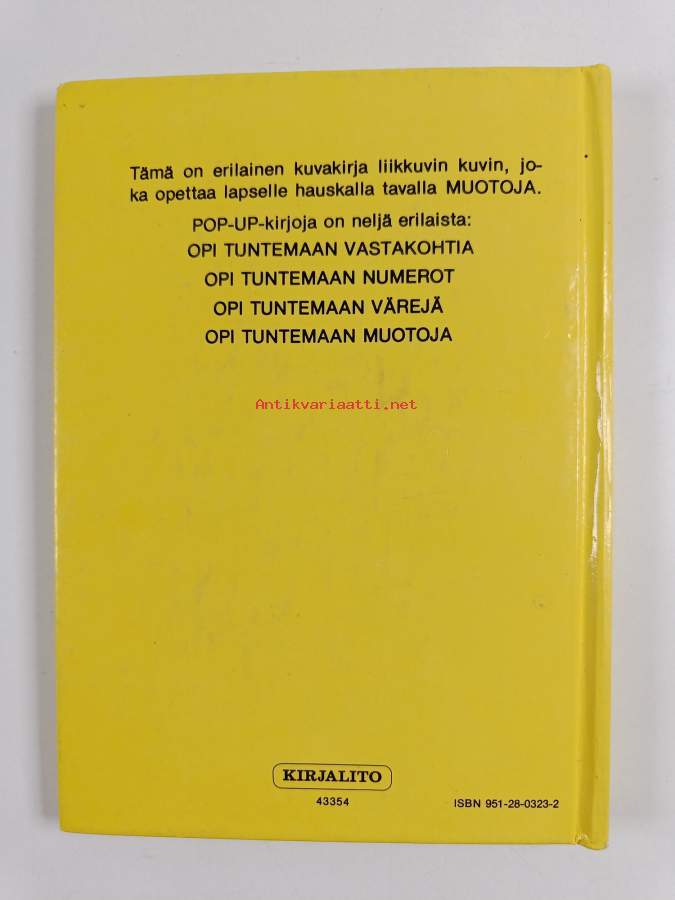 Tämä on erilainen kuvakirja liikkuvin kuvin, jo-
ka opettaa lapselle hauskalla tavalla MUOTOJA.
POP-UP-kirjoja on neljä erilaista:
OPI TUNTEMAAN VASTAKOHTIA
OPI TUNTEMAAN NUMEROT
OPI TUNTEMAAN VÄREJÄ
OPI TUNTEMAAN MUOTOJA
Antikvariaatti.net
KIRJALITO
43354
ISBN 951-28-0323-2